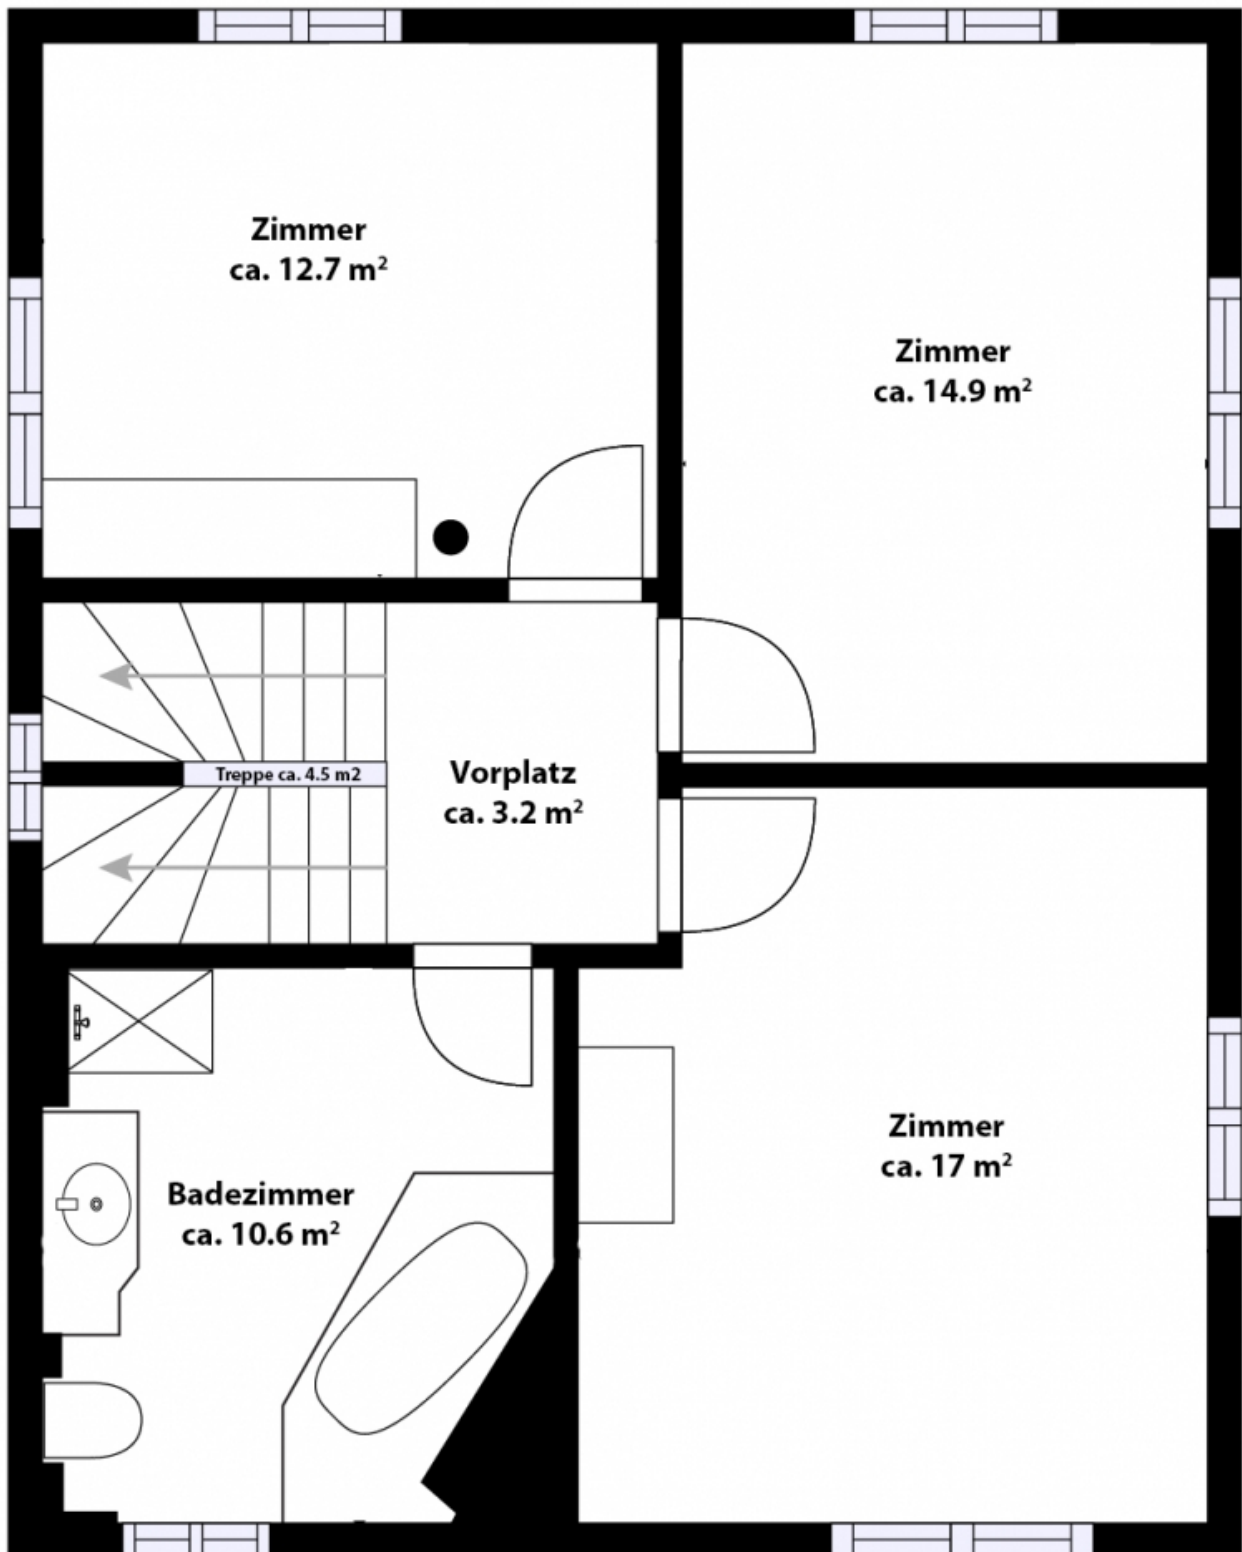 Zimmer
ca. 12.7 m²
Zimmer
ca. 14.9 m²
Treppe ca. 4.5 m2
Vorplatz
ca. 3.2 m²
Zimmer
ca. 17 m²
Badezimmer
ca. 10.6 m²